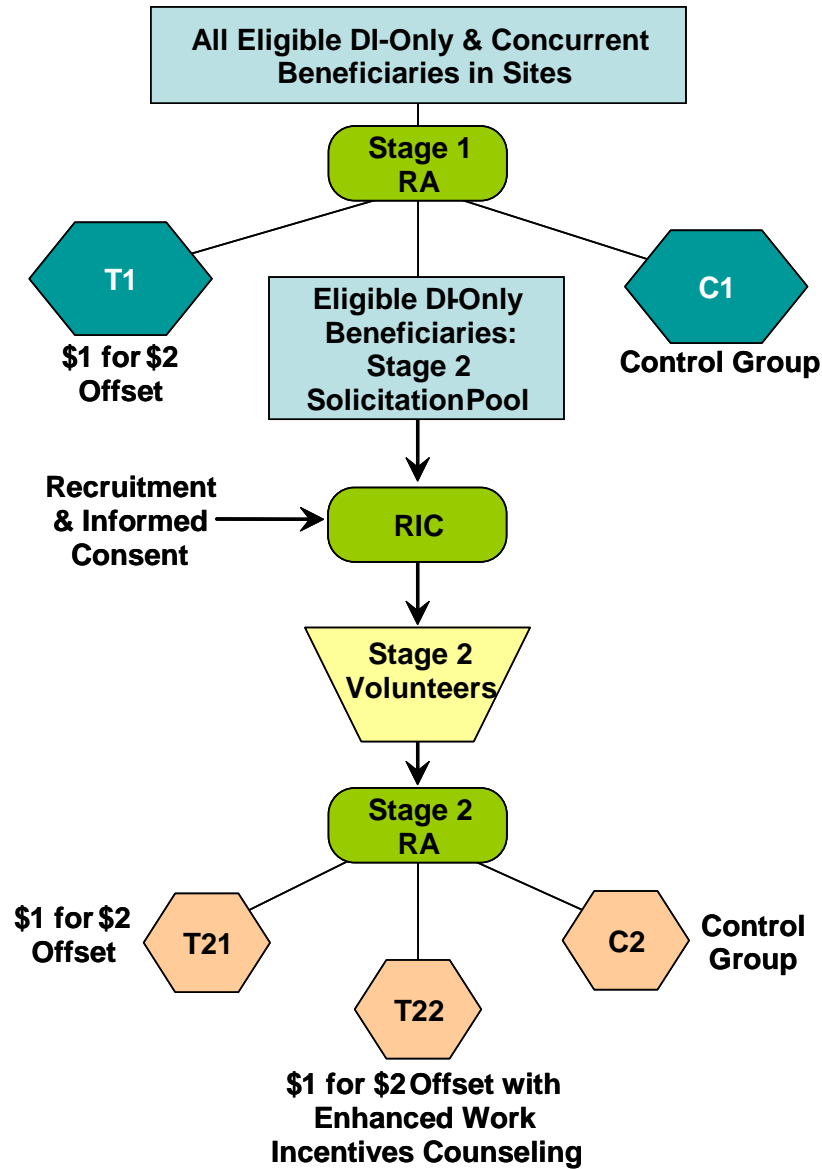 All Eligible DI-Only & Concurrent
Beneficiaries in Sites
Stage 1
RA
T1
$1 for $2
Offset
Eligible DI-Only
Beneficiaries:
Stage 2
Solicitation Pool
C1
Control Group
Recruitment
& Informed
Consent
RIC
Stage 2
Volunteers
Stage 2
RA
$1 for $2
Offset
T21
T22
C2
Control
Group
$1 for $2 Offset with
Enhanced Work
Incentives Counseling